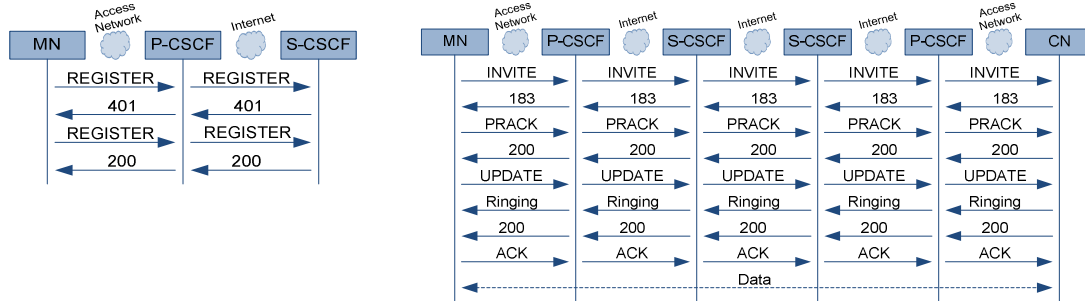 Access Network
Internet
MN
P-CSCF
S-CSCF
REGISTER REGISTER
401 401
REGISTER REGISTER
200 200
Access Network
Internet
Internet
Internet
Access Network
MN
P-CSCF
S-CSCF
S-CSCF
P-CSCF
CN
INVITE INVITE INVITE INVITE INVITE
183 183 183 183 183
PRACK PRACK PRACK PRACK PRACK
200 200 200 200 200
UPDATE UPDATE UPDATE UPDATE UPDATE
Ringing Ringing Ringing Ringing Ringing
200 200 200 200 200
ACK ACK ACK ACK ACK
Data